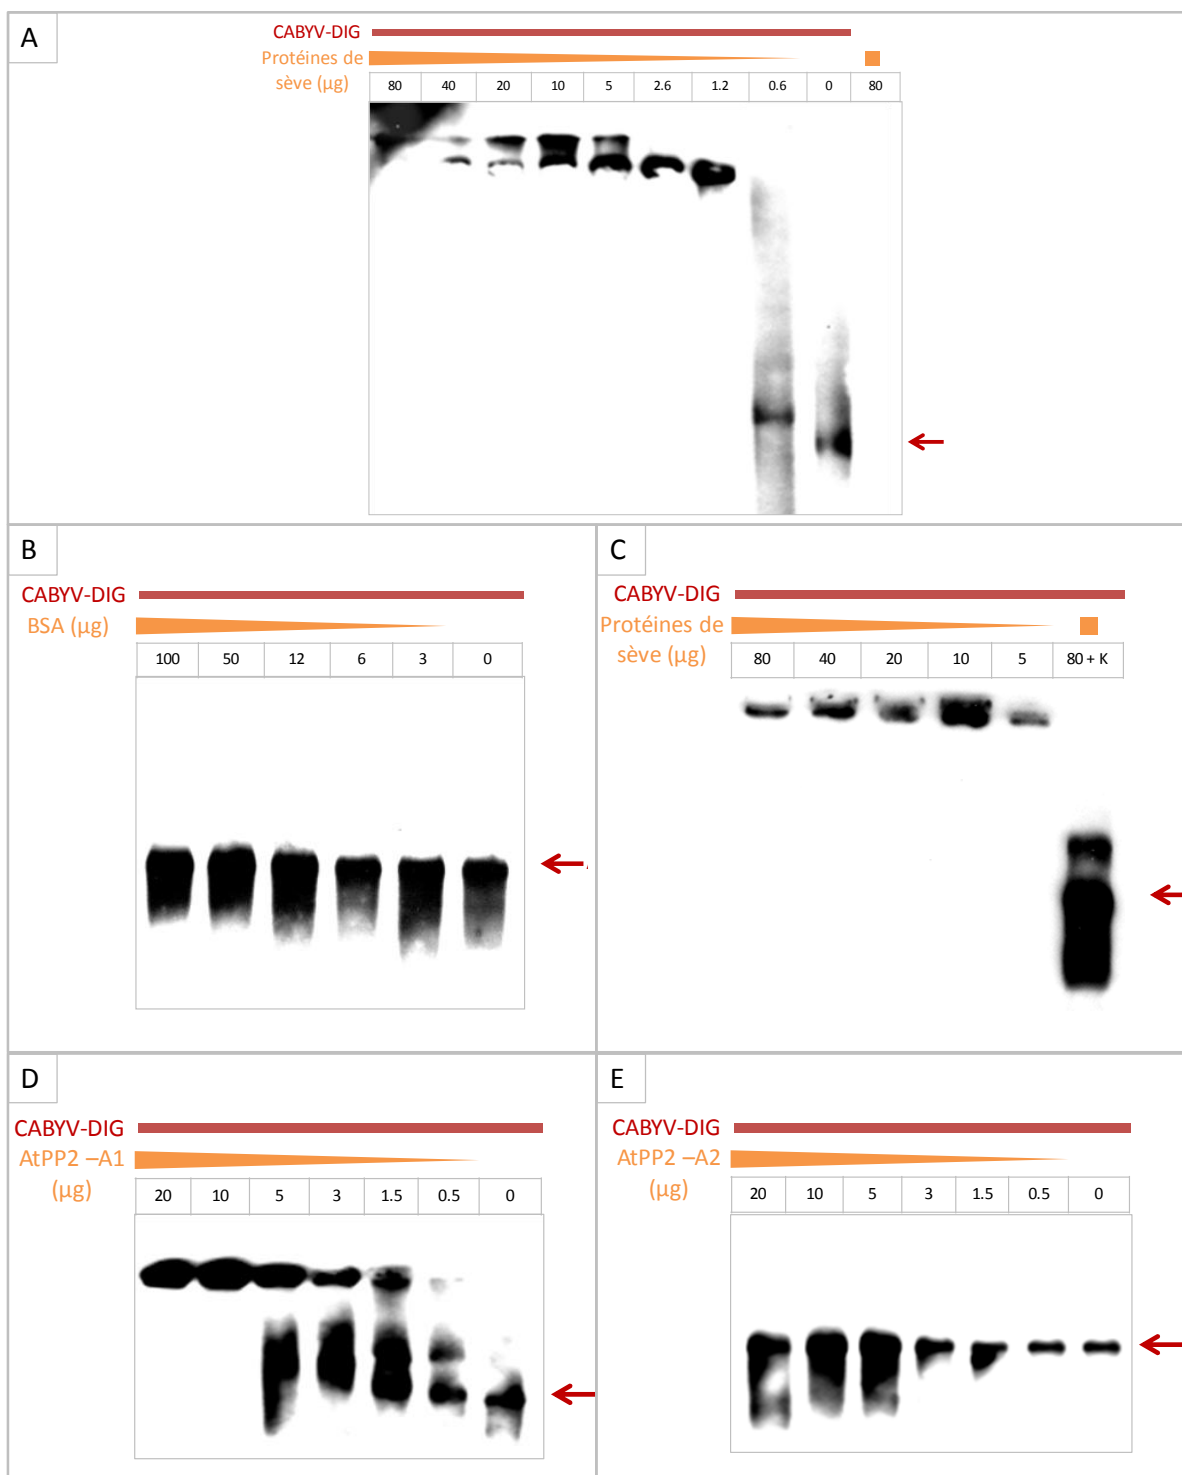 A
CABYV-DIG
Protéines de
sève (µg)
80 40 20 10 5 2.6 1.2 0.6 0 80
B
CABYV-DIG
BSA (µg)
100 50 12 6 3 0
C
CABYV-DIG
Protéines de
sève (µg)
80 40 20 10 5 80 + K
D
CABYV-DIG
AtPP2 –A1
(µg)
20 10 5 3 1.5 0.5 0
E
CABYV-DIG
AtPP2 –A2
(µg)
20 10 5 3 1.5 0.5 0